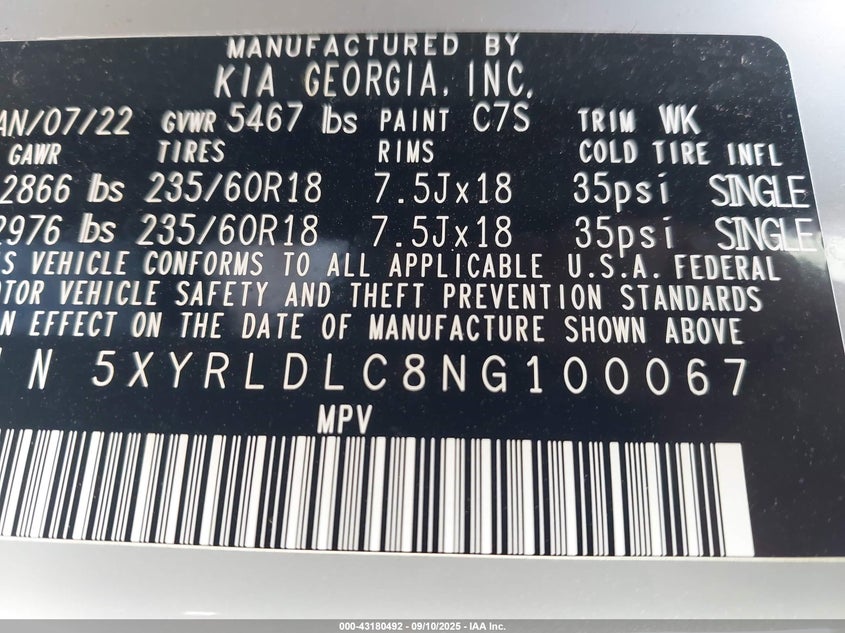 MANUFACTURED BY
KIA GEORGIA, INC.
AN/07/22 GVWR 5467 lbs PAINT C7S TRIM WK
GAWR TIRES RIMS COLD TIRE INFL
2866 lbs 235/60R18 7.5Jx18 35psi SINGLE
2976 lbs 235/60R18 7.5Jx18 35psi SINGLE
S VEHICLE CONFORMS TO ALL APPLICABLE U.S.A. FEDERAL
OTOR VEHICLE SAFETY AND THEFT PREVENTION STANDARDS
N EFFECT ON THE DATE OF MANUFACTURE SHOWN ABOVE
I N 5XYRLDLC8NG100067
MPV
000-43180492 - 09/10/2025 - IAA Inc.